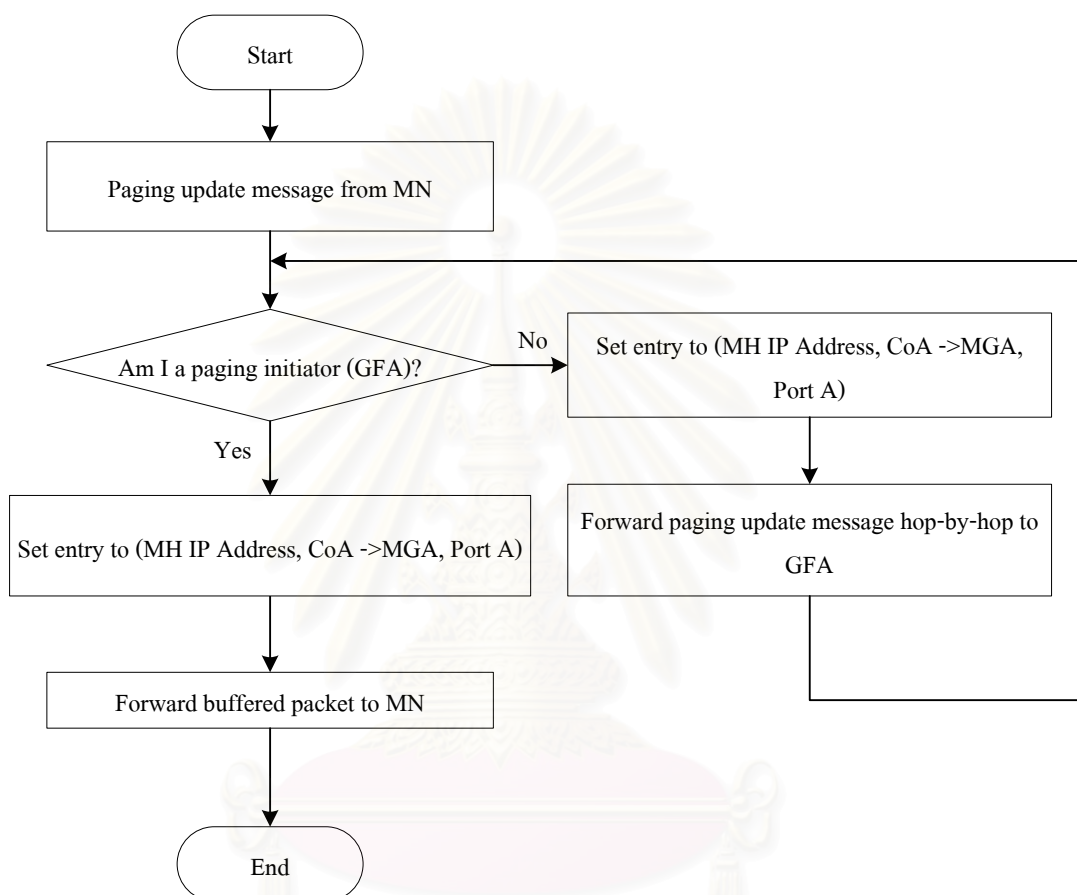 Start
Paging update message from MN
Am I a paging initiator (GFA)?
No
Set entry to (MH IP Address, CoA ->MGA,
Port A)
Yes
Forward paging update message hop-by-hop to
GFA
Set entry to (MH IP Address, CoA ->MGA, Port A)
Forward buffered packet to MN
End